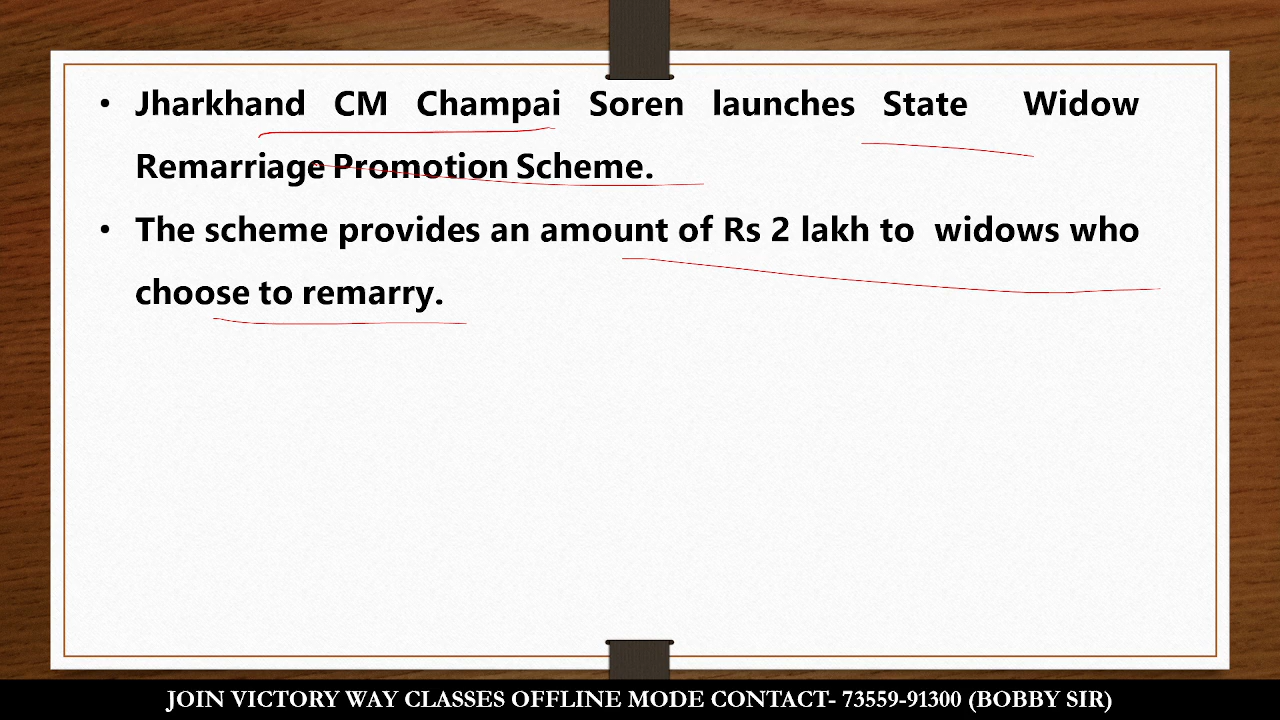 • Jharkhand CM Champai Soren launches State Widow
Remarriage Promotion Scheme.
• The scheme provides an amount of Rs 2 lakh to widows who
choose to remarry.
JOIN VICTORY WAY CLASSES OFFLINE MODE CONTACT- 73559-91300 (BOBBY SIR)